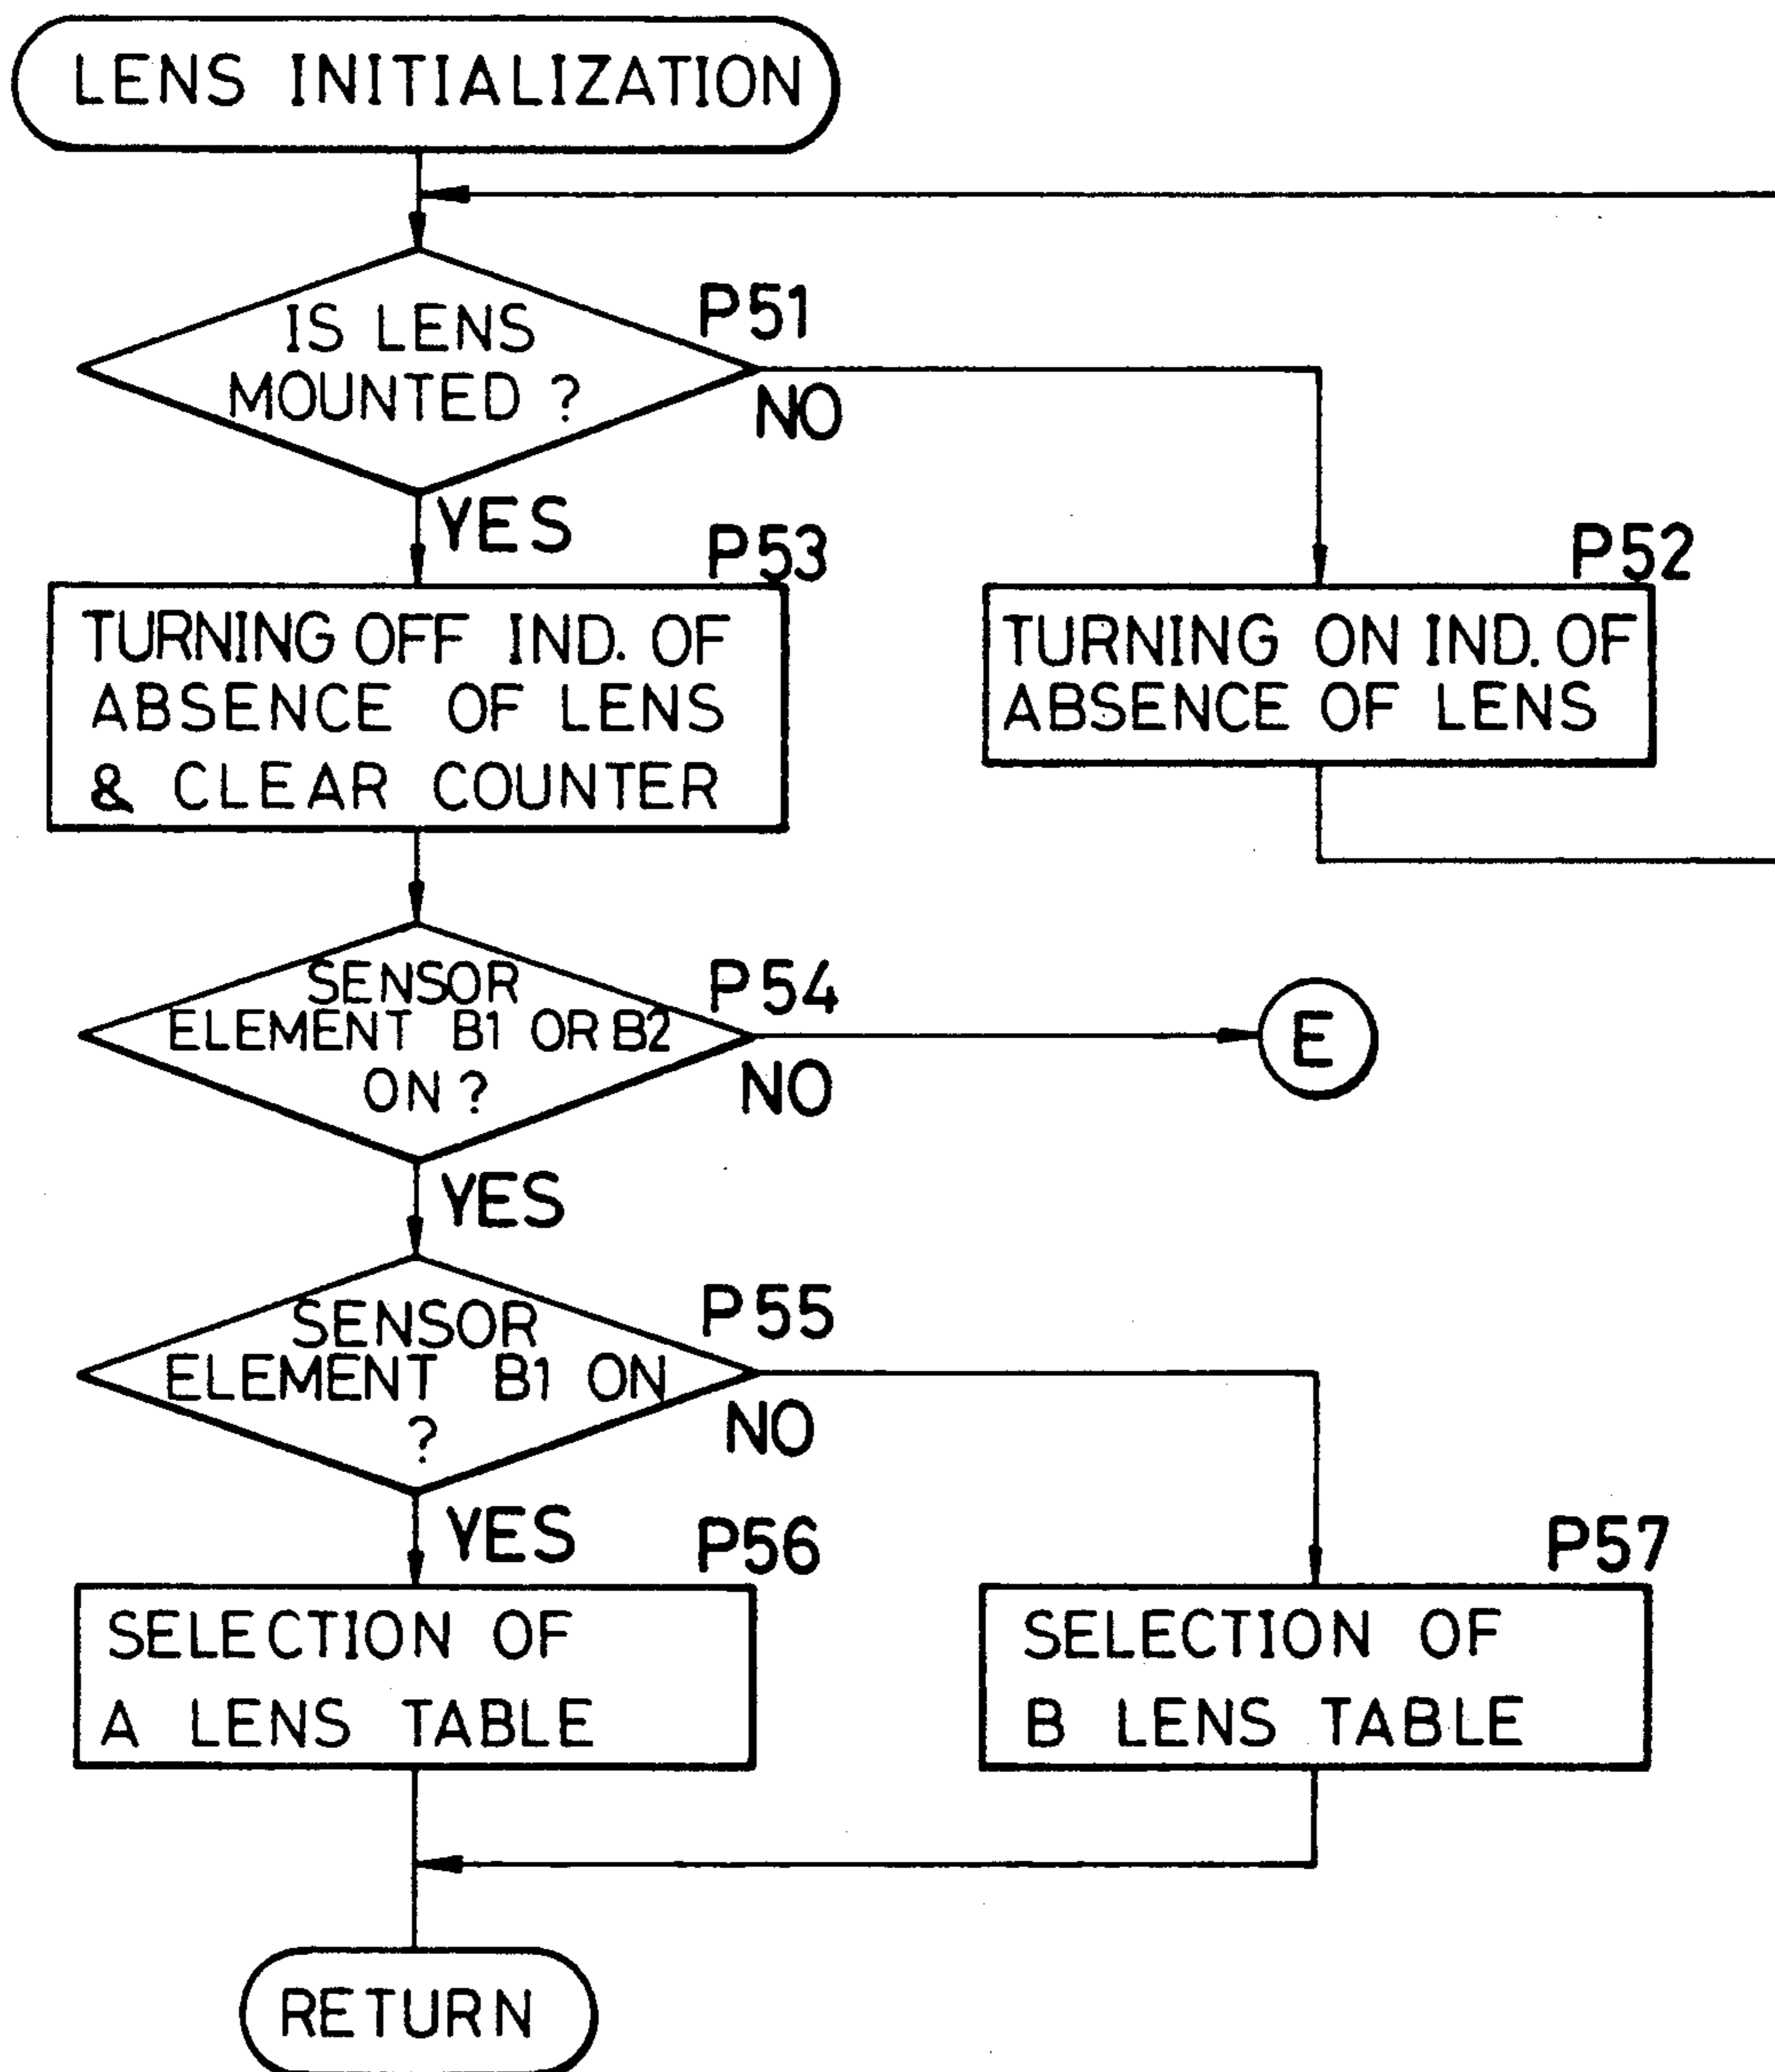 LENS INITIALIZATION
IS LENS
MOUNTED ?
P51
NO
YES
P53
TURNING OFF IND. OF
ABSENCE OF LENS
& CLEAR COUNTER
P52
TURNING ON IND. OF
ABSENCE OF LENS
SENSOR
ELEMENT B1 OR B2
ON ?
P54
NO
E
YES
SENSOR
ELEMENT B1 ON
?
P55
NO
YES
P56
SELECTION OF
A LENS TABLE
P57
SELECTION OF
B LENS TABLE
RETURN